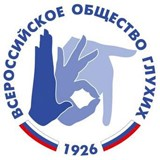 ВСЕРОССИЙСКОЕ ОБЩЕСТВО ГЛУХИХ
1926